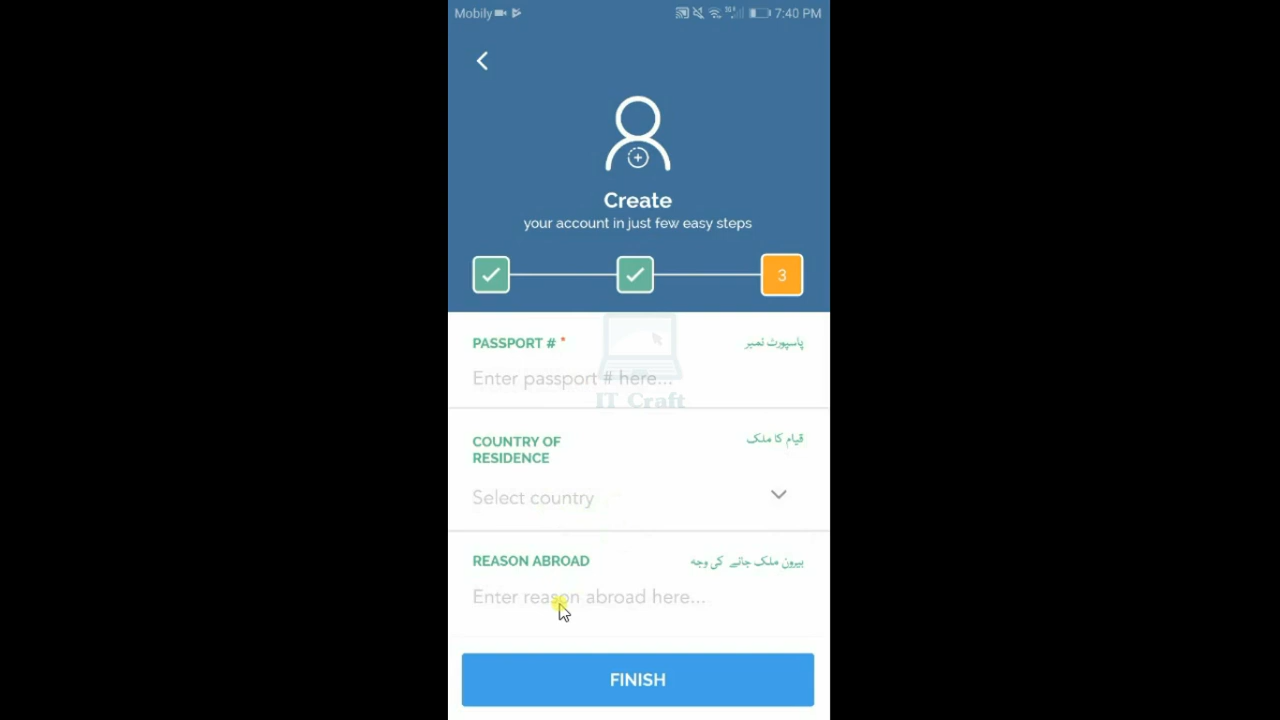 Mobily
7:40 PM
Create
your account in just few easy steps
3
PASSPORT # *
پاسپورٹ نمبر
Enter passport # here...
IT Craft
COUNTRY OF
RESIDENCE
قیام کا ملک
Select country
REASON ABROAD
بیرون ملک جانے کی وجہ
Enter reason abroad here...
FINISH